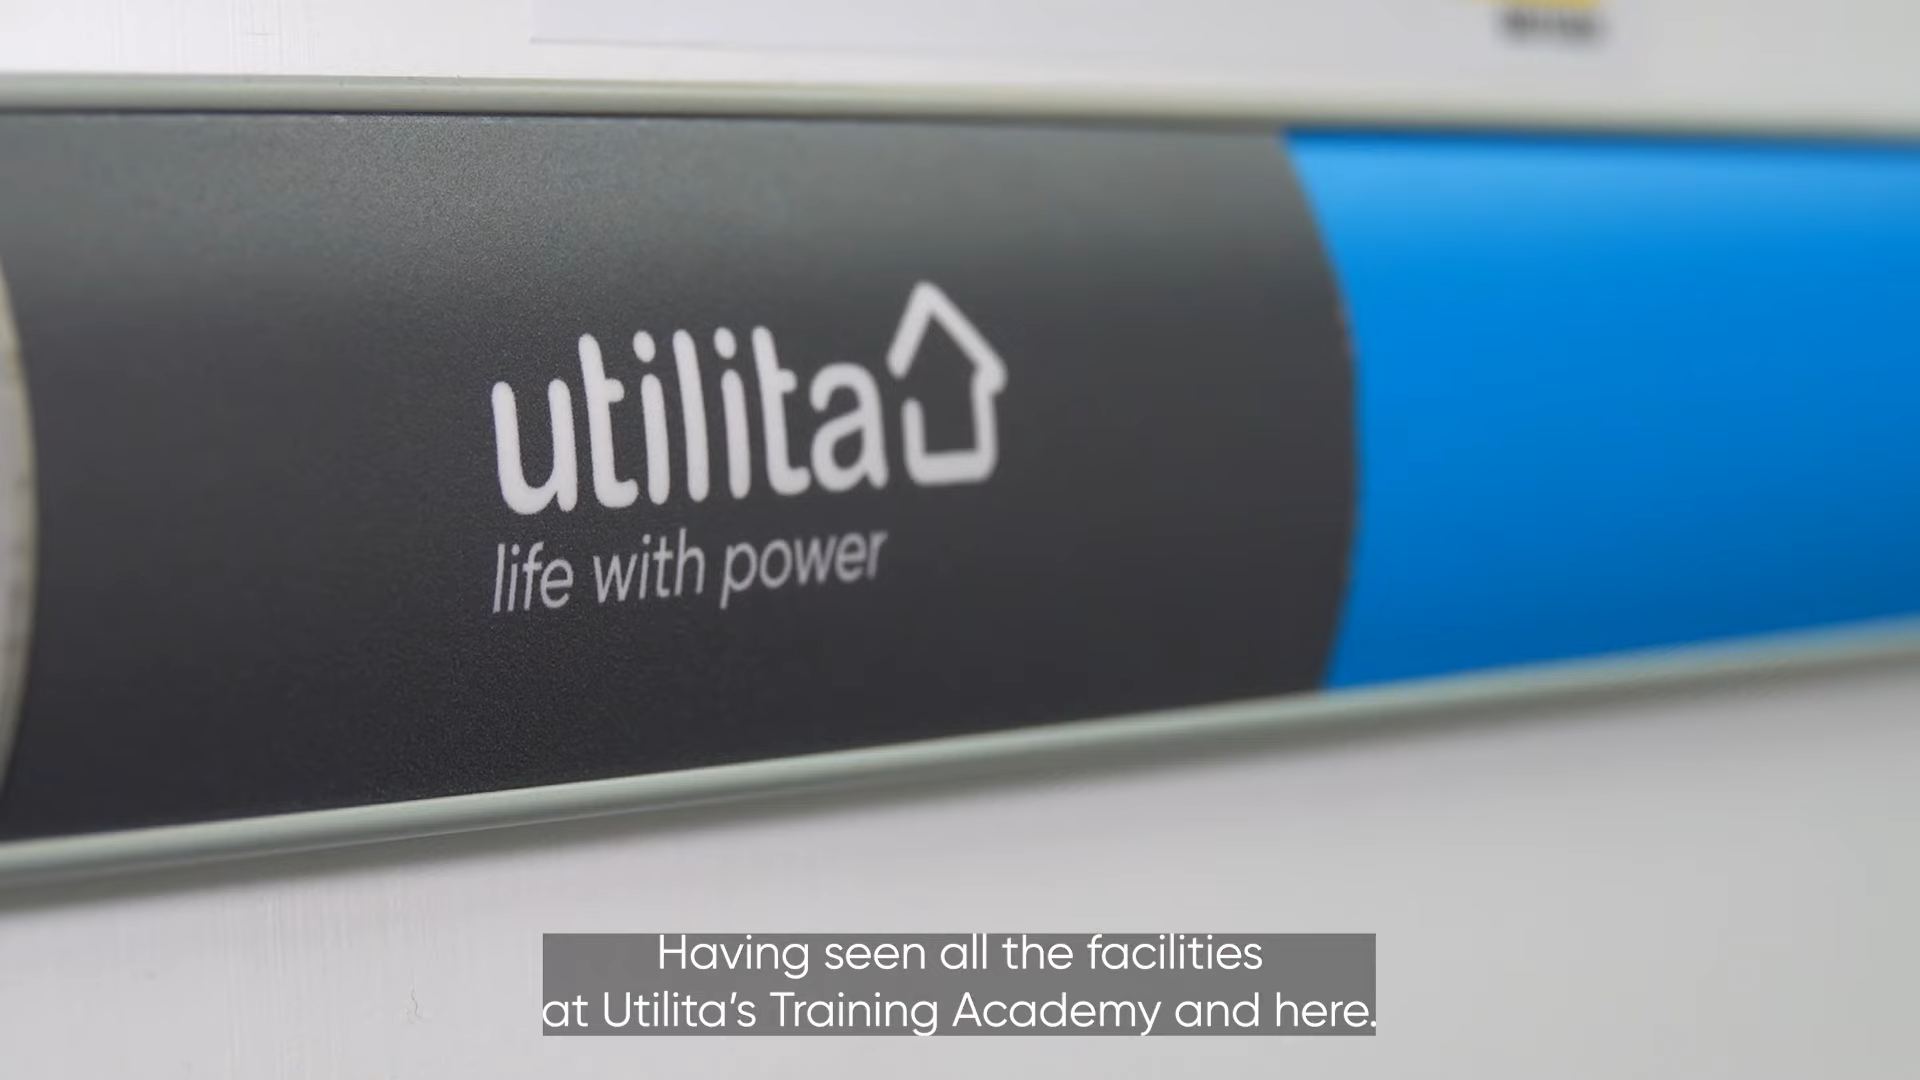 utilita
life with power
Having seen all the facilities
at Utilita’s Training Academy and here.